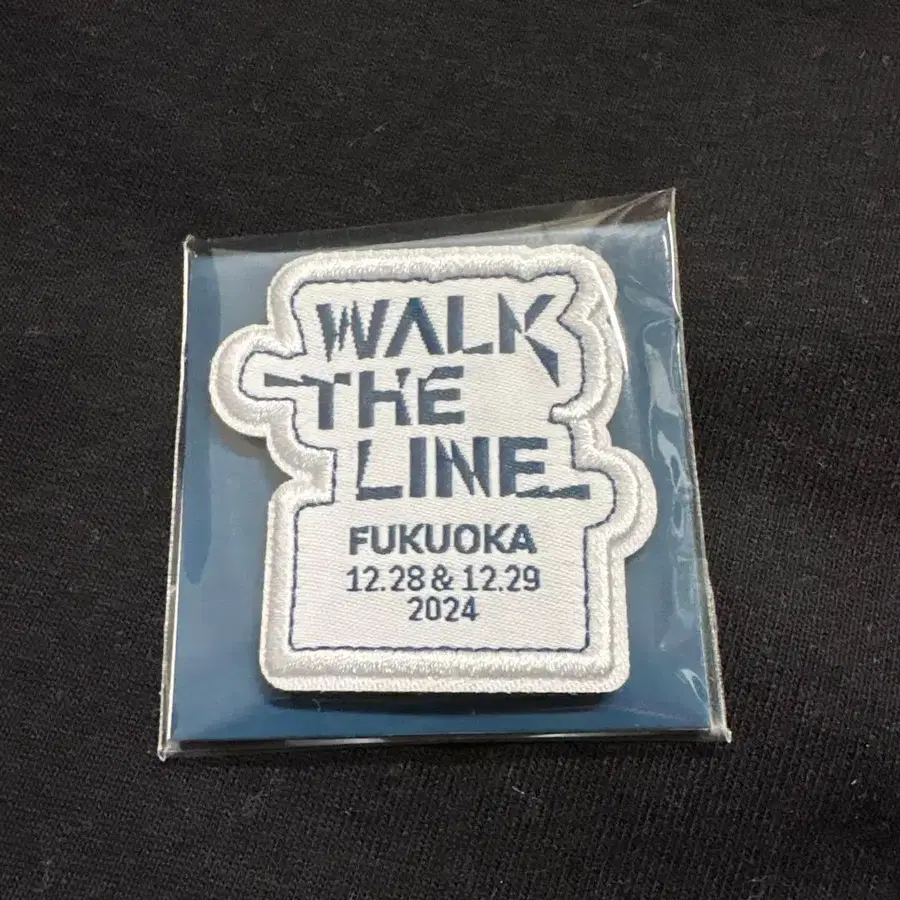 WALK
THE
LINE
FUKUOKA
12.28 & 12.29
2024